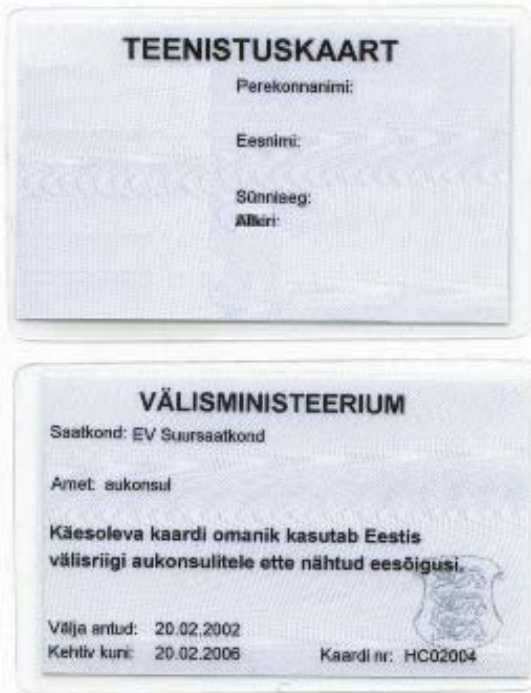 TEENISTUSKAART
Perekonnanimi:
Eesnimi:
Sünniaeg:
Allkiri:
VÄLISMINISTEERIUM
Saatkond: EV Suursaatkond
Amet: aukonsul
Käesoleva kaardi omanik kasutab Eestis
välisriigi aukonsulitele ette nähtud eesõigusi.
Välja antud: 20.02.2002
Kehtiv kuni: 20.02.2006
Kaardi nr: HC02004